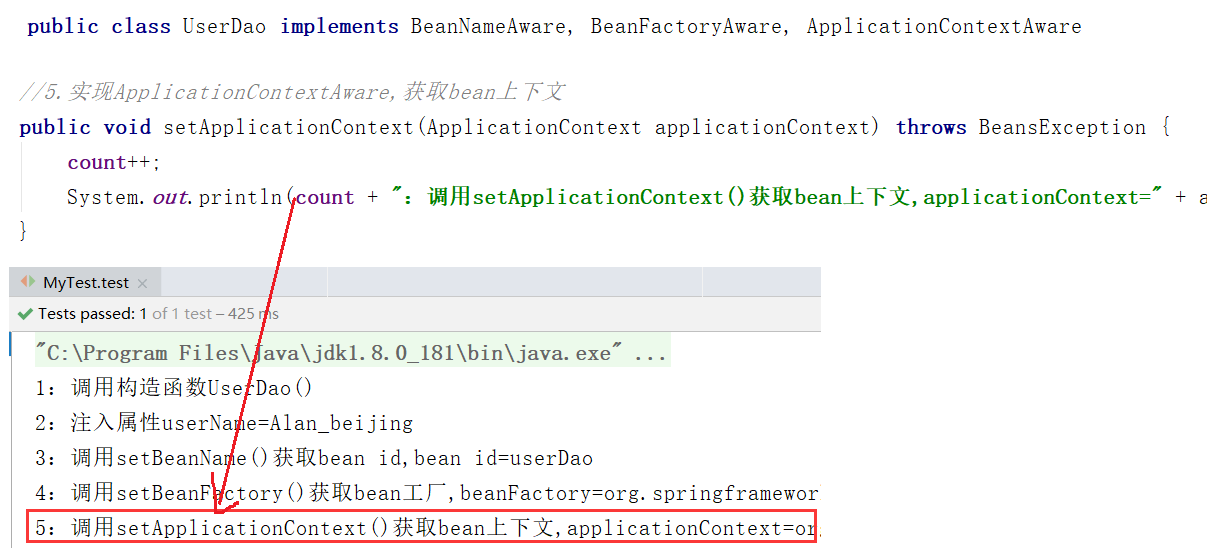 public class UserDao implements BeanNameAware, BeanFactoryAware, ApplicationContextAware
//5.实现ApplicationContextAware,获取bean上下文
public void setApplicationContext(ApplicationContext applicationContext) throws BeansException {
count++;
System.out.println(count + "：调用setApplicationContext()获取bean上下文,applicationContext=" + a
}
MyTest.test ×
Tests passed: 1 of 1 test – 425 ms
"C:\Program Files\java\jdk1.8.0_181\bin\java.exe" ...
1：调用构造函数UserDao()
2：注入属性userName=Alan_beijing
3：调用setBeanName()获取bean id,bean id=userDao
4：调用setBeanFactory()获取bean工厂,beanFactory=org.springframewor
5：调用setApplicationContext()获取bean上下文,applicationContext=or